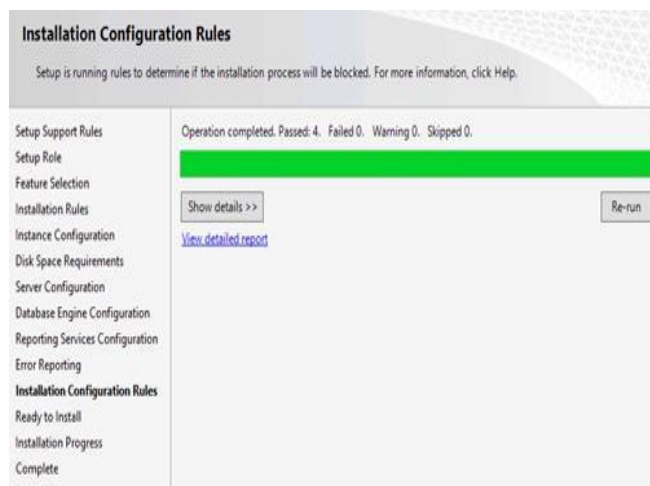 Installation Configuration Rules
Setup is running rules to determine if the installation process will be blocked. For more information, click Help.
Setup Support Rules
Setup Role
Feature Selection
Installation Rules
Instance Configuration
Disk Space Requirements
Server Configuration
Database Engine Configuration
Reporting Services Configuration
Error Reporting
Installation Configuration Rules
Ready to Install
Installation Progress
Complete
Operation completed. Passed: 4. Failed 0. Warning 0. Skipped 0.
Show details >>
Re-run
View detailed report